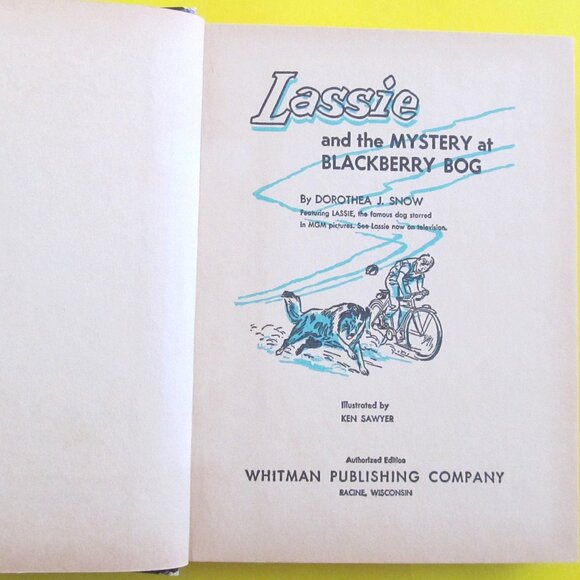 Lassie
and the MYSTERY at
BLACKBERRY BOG
By DOROTHEA J. SNOW
Featuring LASSIE, the famous dog starred
in MGM pictures. See Lassie now on television.
Illustrated by
KEN SAWYER
Authorized Edition
WHITMAN PUBLISHING COMPANY
RACINE, WISCONSIN